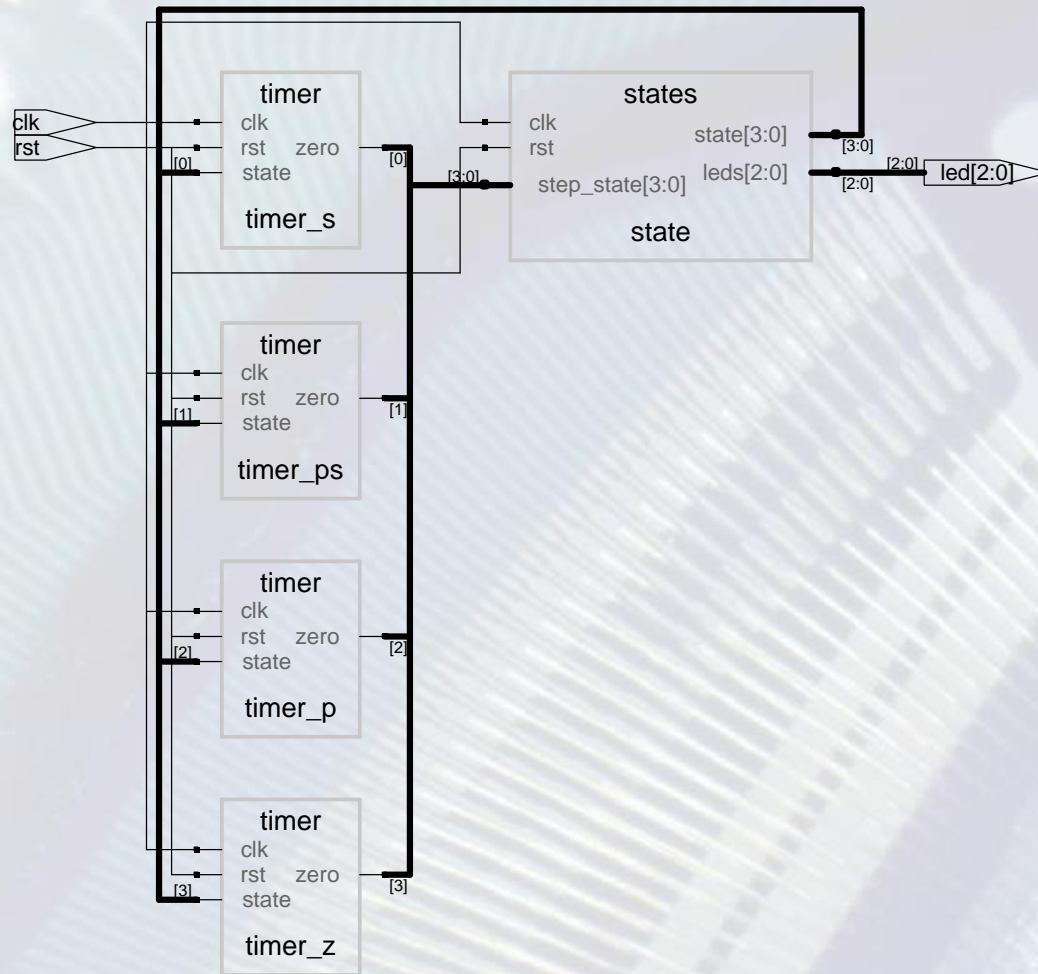 timer
states
clk
clk
clk
state[3:0]
rst
rst
zero
[0]
rst
[3:0]
[0]
state
[3:0]
step_state[3:0]
leds[2:0]
[2:0]
[2:0]
led[2:0]
timer_s
state
timer
clk
rst
zero
[1]
[1]
state
timer_ps
timer
clk
rst
zero
[2]
[2]
state
timer_p
timer
clk
rst
zero
[3]
[3]
state
timer_z